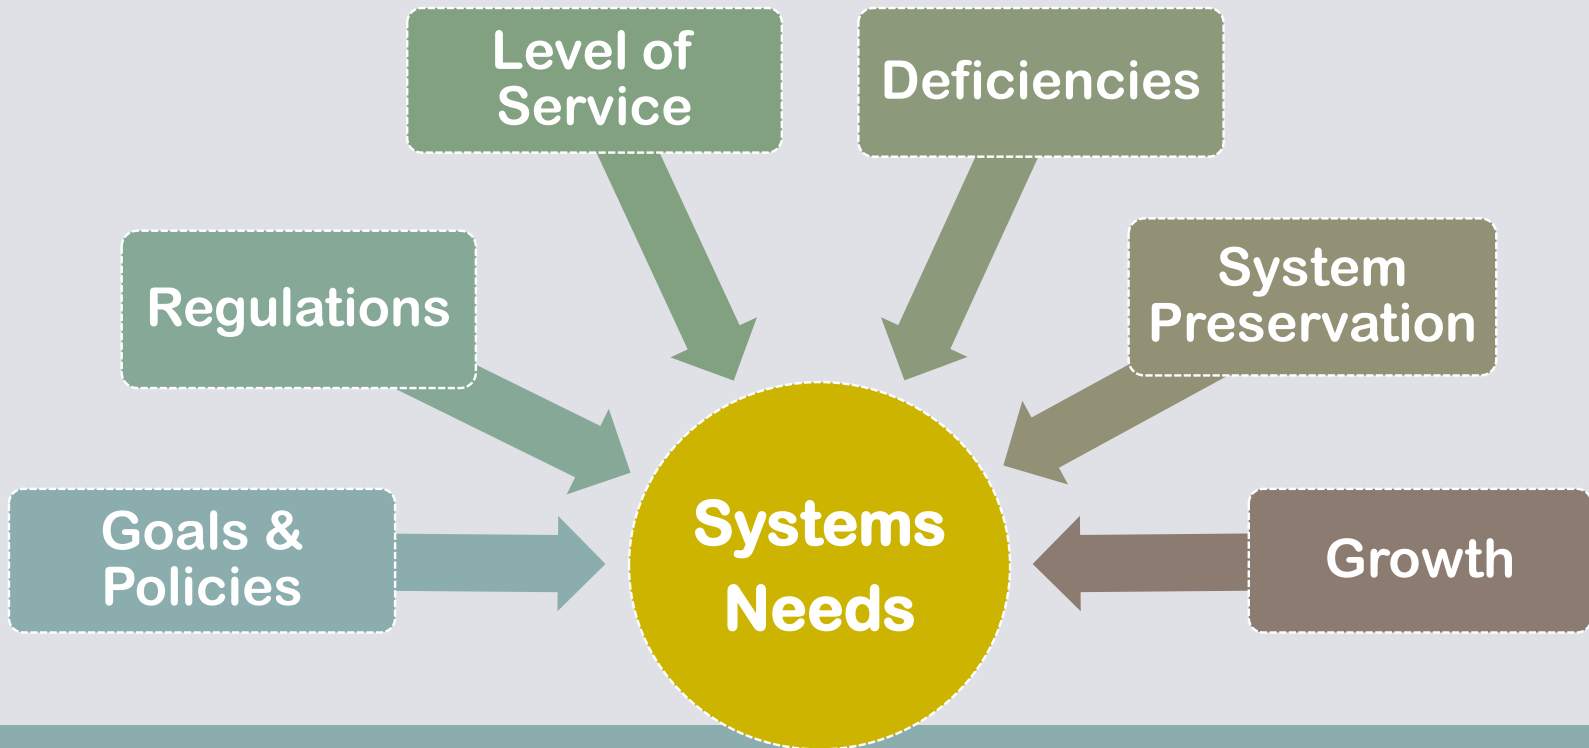 Level of
Service
Deficiencies
Regulations
System
Preservation
Goals &
Policies
Systems
Needs
Growth